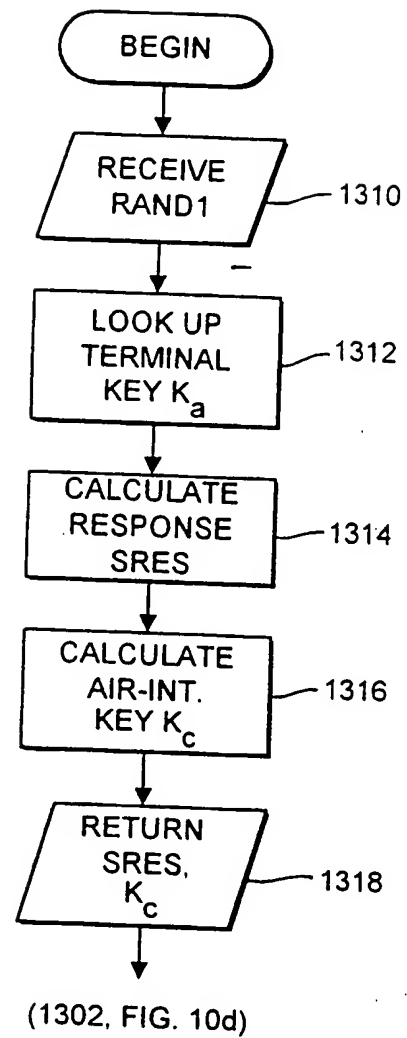 BEGIN
RECEIVE
RAND1
1310
LOOK UP
TERMINAL
KEY Ka
1312
CALCULATE
RESPONSE
SRES
1314
CALCULATE
AIR-INT.
KEY Kc
1316
RETURN
SRES,
Kc
1318
(1302, FIG. 10d)